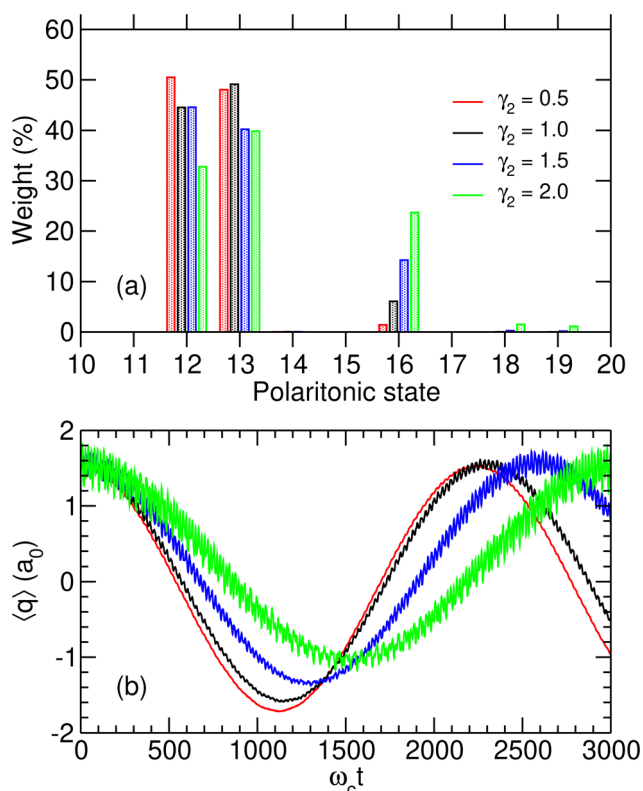 60
50
40
30
20
10
0
Weight (%)
γ₂ = 0.5
γ₂ = 1.0
γ₂ = 1.5
γ₂ = 2.0
(a)
10 11 12 13 14 15 16 17 18 19 20
Polaritonic state
2
1
0
-1
-2
⟨q⟩ (a₀)
(b)
0 500 1000 1500 2000 2500 3000
ω_c t